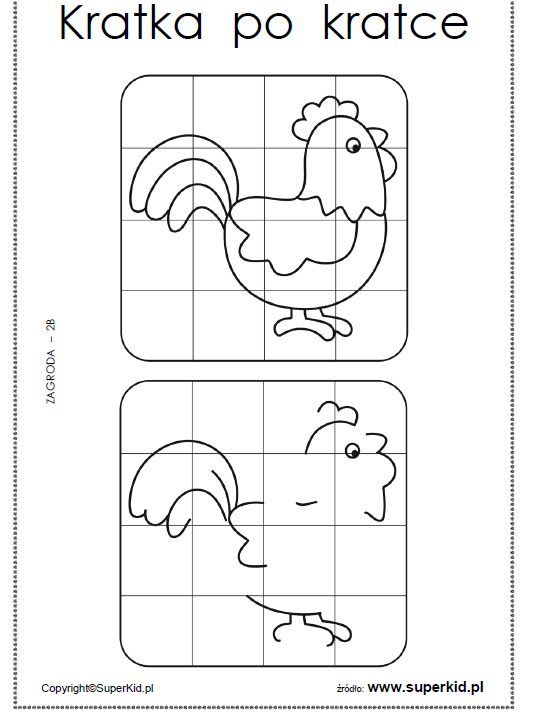 Kratka po kratce
ZAGRODA – 2B
Copyright©SuperKid.pl
źródło: www.superkid.pl